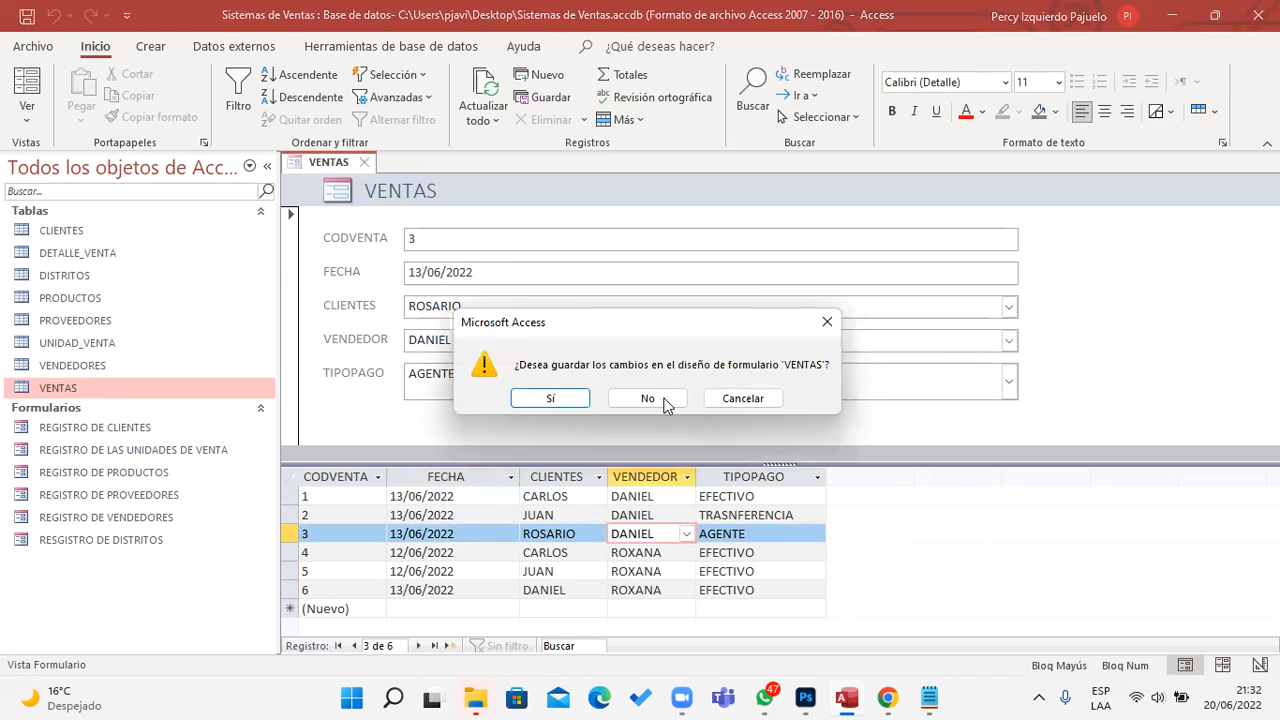 Sistemas de Ventas : Base de datos- C:\Users\pjavi\Desktop\Sistemas de Ventas.accdb (Formato de archivo Access 2007 - 2016) - Access
Percy Izquierdo Pajuelo
PI
Archivo Inicio Crear Datos externos Herramientas de base de datos Ayuda ¿Qué deseas hacer?
Ver
Vistas
Pegar
Cortar
Copiar
Copiar formato
Portapapeles
Filtro
Ascendente
Descendente
Quitar orden
Selección
Avanzadas
Alternar filtro
Ordenar y filtrar
Actualizar todo
Nuevo
Guardar
Eliminar
Totales
Revisión ortográfica
Más
Registros
Buscar
Reemplazar
Ir a
Seleccionar
Buscar
Calibri (Detalle) 11
N K S A
Formato de texto
Todos los objetos de Acc...
Buscar...
Tablas
CLIENTES
DETALLE_VENTA
DISTRITOS
PRODUCTOS
PROVEEDORES
UNIDAD_VENTA
VENDEDORES
VENTAS
Formularios
REGISTRO DE CLIENTES
REGISTRO DE LAS UNIDADES DE VENTA
REGISTRO DE PRODUCTOS
REGISTRO DE PROVEEDORES
REGISTRO DE VENDEDORES
RESGISTRO DE DISTRITOS
VENTAS
VENTAS
CODVENTA 3
FECHA 13/06/2022
CLIENTES ROSARIO
VENDEDOR DANIEL
TIPOPAGO AGENTE
Microsoft Access
¿Desea guardar los cambios en el diseño de formulario 'VENTAS'?
Sí No Cancelar
CODVENTA FECHA CLIENTES VENDEDOR TIPOPAGO
1 13/06/2022 CARLOS DANIEL EFECTIVO
2 13/06/2022 JUAN DANIEL TRASNFERENCIA
3 13/06/2022 ROSARIO DANIEL AGENTE
4 12/06/2022 CARLOS ROXANA EFECTIVO
5 12/06/2022 JUAN ROXANA EFECTIVO
6 13/06/2022 DANIEL ROXANA EFECTIVO
(Nuevo)
Registro: 3 de 6 Sin filtro Buscar
Vista Formulario
Bloq Mayús Bloq Num
16°C
Despejado
47
Ps
ESP
LAA
21:32
20/06/2022